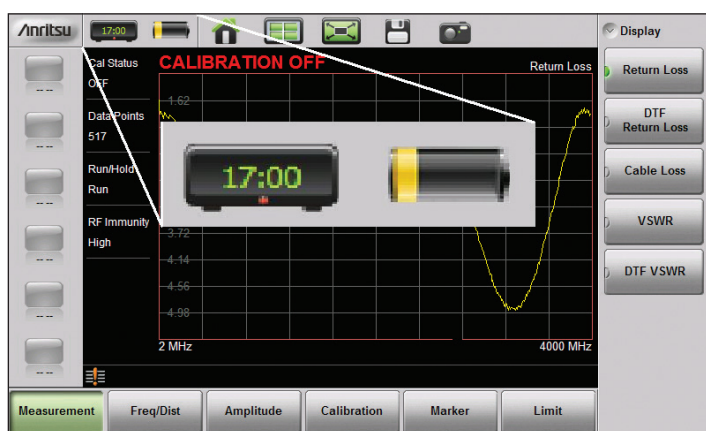 Anritsu
17:00
Display
Cal Status
OFF
CALIBRATION OFF
Return Loss
Return Loss
-- --
1.62
Data Points
517
DTF
Return Loss
-- --
17:00
Run/Hold
Run
Cable Loss
-- --
RF Immunity
High
VSWR
3.72
-- --
4.14
DTF VSWR
4.56
-- --
4.98
2 MHz
4000 MHz
-- --
Measurement
Freq/Dist
Amplitude
Calibration
Marker
Limit